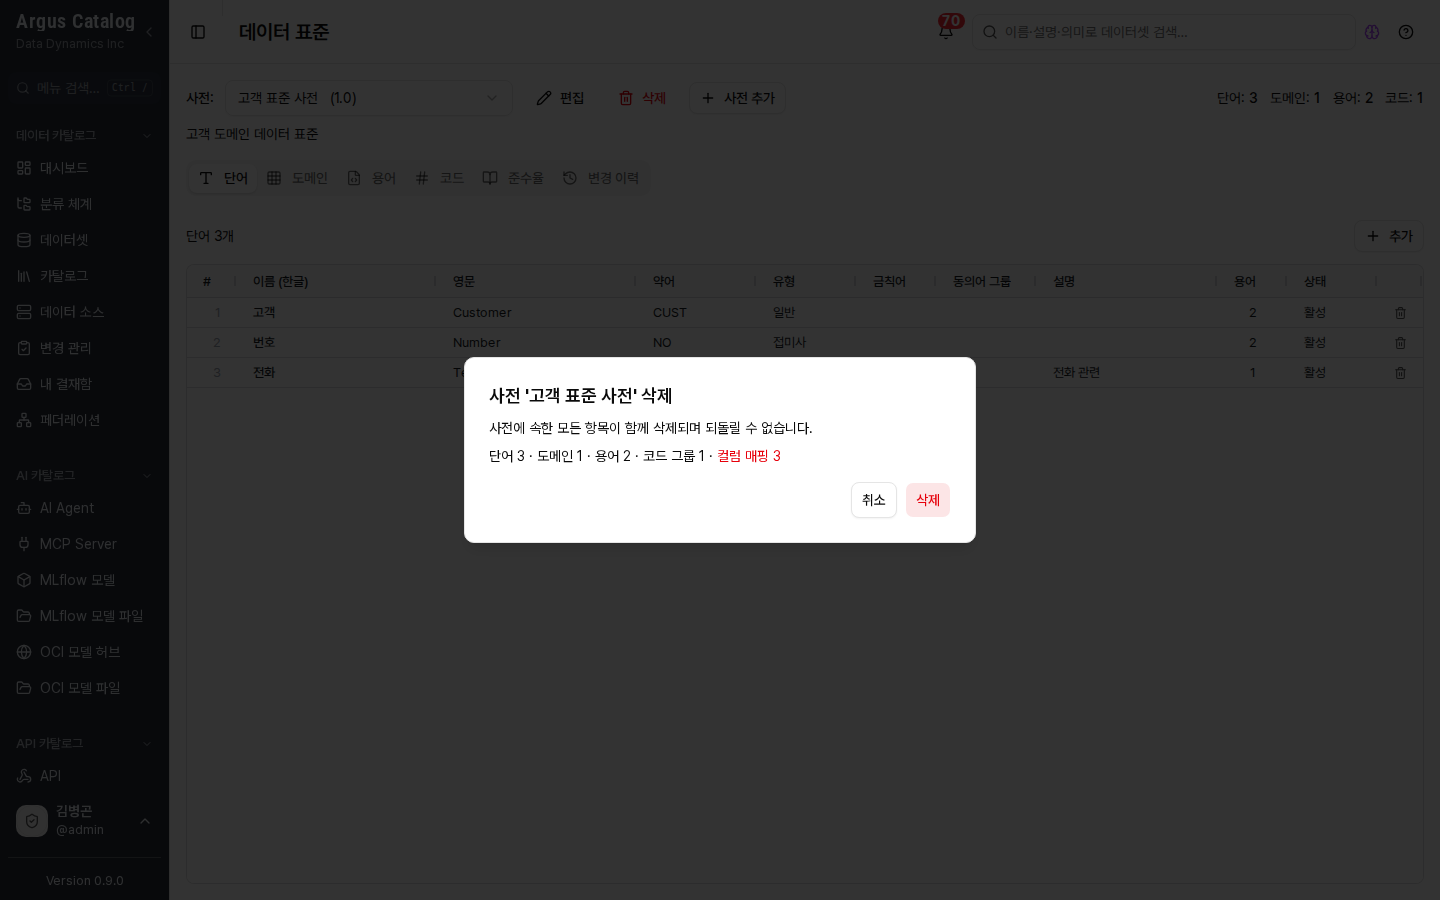 Argus Catalog
Data Dynamics Inc
메뉴 검색... Ctrl /
데이터 카탈로그
대시보드
분류 체계
데이터셋
카탈로그
데이터 소스
변경 관리
내 결재함
페더레이션
AI 카탈로그
AI Agent
MCP Server
MLflow 모델
MLflow 모델 파일
OCI 모델 허브
OCI 모델 파일
API 카탈로그
API
김병곤
@admin
Version 0.9.0
데이터 표준
70
이름·설명·의미로 데이터셋 검색...
사전: 고객 표준 사전 (1.0) 편집 삭제 사전 추가
단어: 3 도메인: 1 용어: 2 코드: 1
고객 도메인 데이터 표준
단어 도메인 용어 코드 준수율 변경 이력
단어 3개 추가
# 이름 (한글) 영문 약어 유형 금칙어 동의어 그룹 설명 용어 상태
1 고객 Customer CUST 일반 2 활성
2 번호 Number NO 접미사 2 활성
3 전화 전화 관련 1 활성
사전 '고객 표준 사전' 삭제
사전에 속한 모든 항목이 함께 삭제되며 되돌릴 수 없습니다.
단어 3 · 도메인 1 · 용어 2 · 코드 그룹 1 · 컬럼 매핑 3
취소 삭제